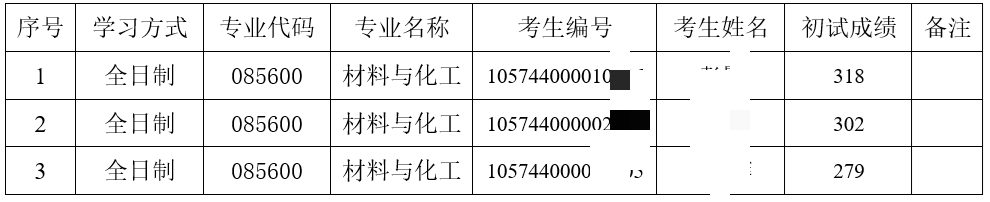 序号 学习方式 专业代码 专业名称 考生编号 考生姓名 初试成绩 备注
1 全日制 085600 材料与化工 105744000010 318
2 全日制 085600 材料与化工 105744000002 302
3 全日制 085600 材料与化工 1057440000 279